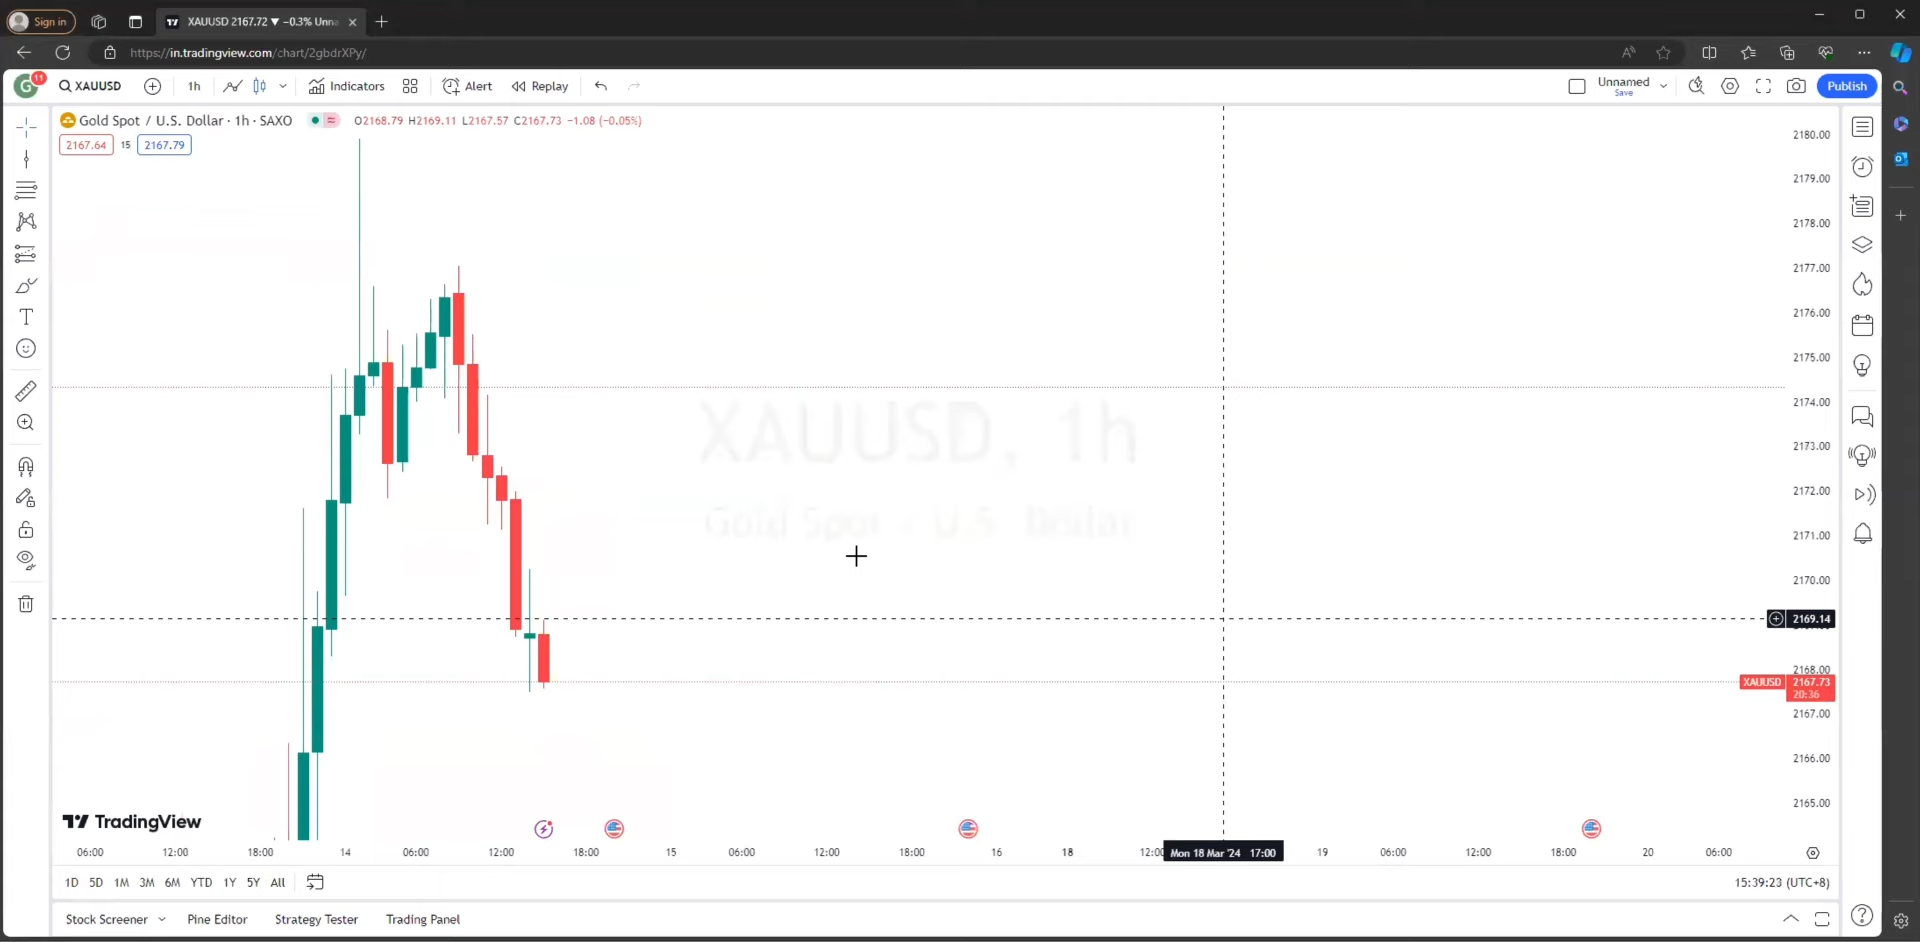 Sign in
XAUUSD 2167.72 ▼ −0.3% Unna
https://in.tradingview.com/chart/2gbdrXPy/
G 11 XAUUSD 1h Indicators Alert Replay Unnamed Save Publish
Gold Spot / U.S. Dollar · 1h · SAXO O2168.79 H2169.11 L2167.57 C2167.73 −1.08 (−0.05%)
2167.64 15 2167.79
2180.00
2179.00
2178.00
2177.00
2176.00
2175.00
2174.00
XAUUSD, 1h
2173.00
2172.00
Gold Spot - U.S. Dollar
2171.00
2170.00
2169.14
2168.00
XAUUSD 2167.73
20:36
2167.00
2166.00
2165.00
TradingView
06:00 12:00 18:00 14 06:00 12:00 18:00 15 06:00 12:00 18:00 16 18 12:00 Mon 18 Mar '24 17:00 19 06:00 12:00 18:00 20 06:00
1D 5D 1M 3M 6M YTD 1Y 5Y All 15:39:23 (UTC+8)
Stock Screener Pine Editor Strategy Tester Trading Panel